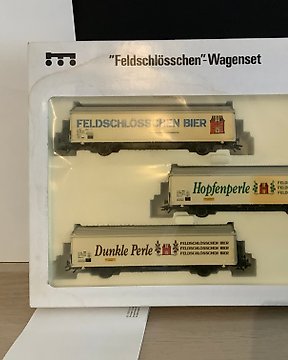 "Feldschlösschen"-Wagenset
FELDSCHLÖSSCHEN BIER
Hopfenperle
Dunkle Perle
FELDSCHLÖSSCHEN BIER
FELDSCHLÖSSCHEN BIER
FELDSCHLÖSSCHEN BIER